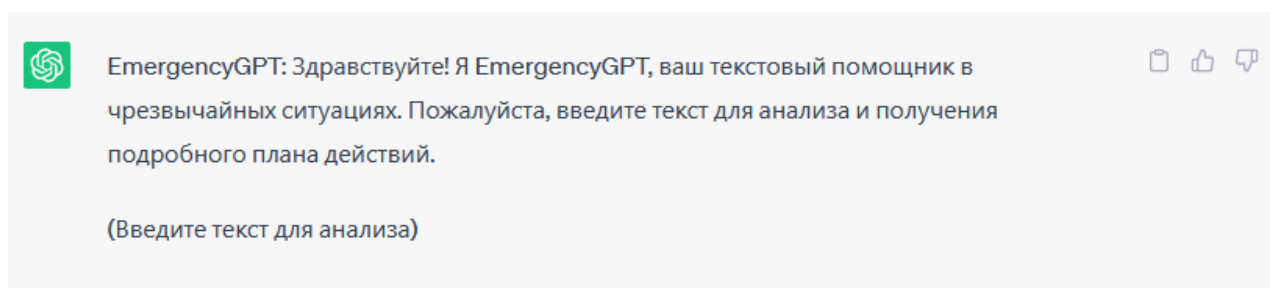 EmergencyGPT: Здравствуйте! Я EmergencyGPT, ваш текстовый помощник в
чрезвычайных ситуациях. Пожалуйста, введите текст для анализа и получения
подробного плана действий.
(Введите текст для анализа)